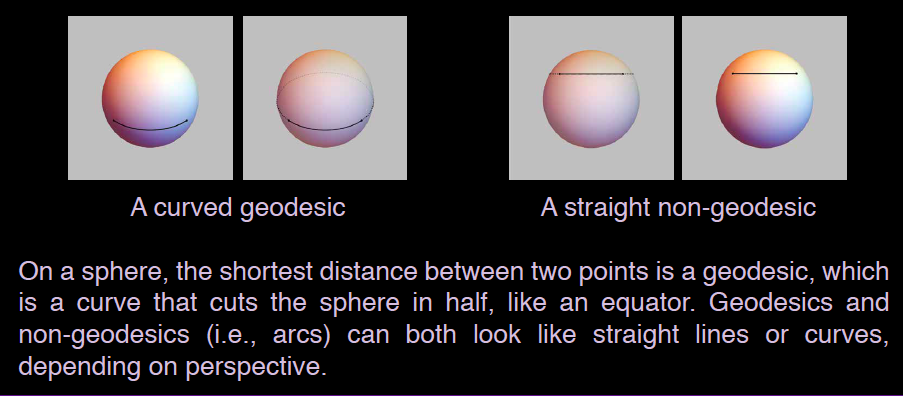 A curved geodesic
A straight non-geodesic
On a sphere, the shortest distance between two points is a geodesic, which
is a curve that cuts the sphere in half, like an equator. Geodesics and
non-geodesics (i.e., arcs) can both look like straight lines or curves,
depending on perspective.